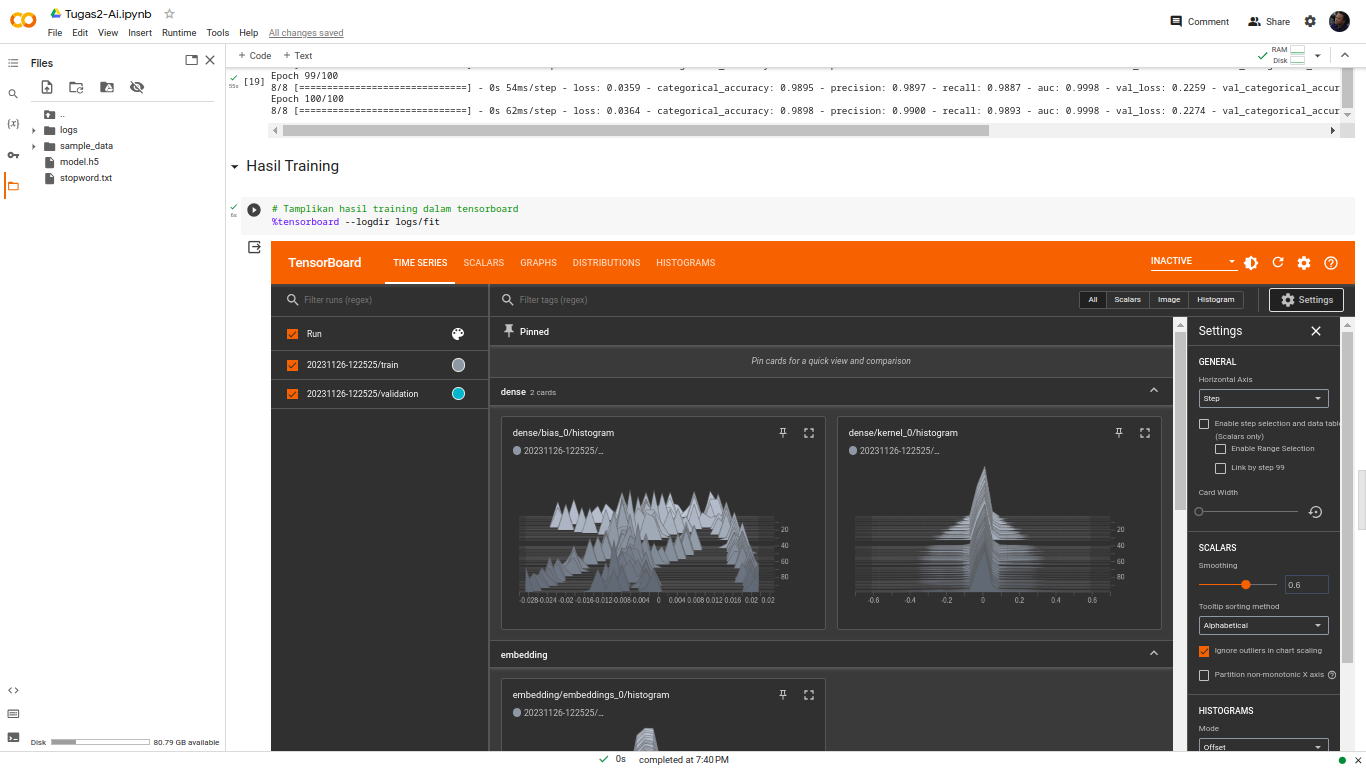 Tugas2-Ai.ipynb
File Edit View Insert Runtime Tools Help All changes saved
Comment Share
Files
+ Code + Text
RAM
Disk
..
logs
sample_data
model.h5
stopword.txt
Disk 80.79 GB available
[19]
55s
Epoch 99/100
8/8 [==============================] - 0s 54ms/step - loss: 0.0359 - categorical_accuracy: 0.9895 - precision: 0.9897 - recall: 0.9887 - auc: 0.9998 - val_loss: 0.2259 - val_categorical_accur
Epoch 100/100
8/8 [==============================] - 0s 62ms/step - loss: 0.0364 - categorical_accuracy: 0.9898 - precision: 0.9900 - recall: 0.9893 - auc: 0.9998 - val_loss: 0.2274 - val_categorical_accur
Hasil Training
6s
# Tamplikan hasil training dalam tensorboard
%tensorboard --logdir logs/fit
TensorBoard TIME SERIES SCALARS GRAPHS DISTRIBUTIONS HISTOGRAMS INACTIVE
Filter runs (regex)
Filter tags (regex)
All Scalars Image Histogram Settings
Run
20231126-122525/train
20231126-122525/validation
Pinned
Pin cards for a quick view and comparison
dense 2 cards
dense/bias_0/histogram
20231126-122525/...
20
40
60
80
-0.028 -0.024 -0.02 -0.016 -0.012 -0.008 -0.004 0 0.004 0.008 0.012 0.016 0.02 0.02
dense/kernel_0/histogram
20231126-122525/...
20
40
60
80
-0.6 -0.4 -0.2 0 0.2 0.4 0.6
embedding
embedding/embeddings_0/histogram
20231126-122525/...
Settings
GENERAL
Horizontal Axis
Step
Enable step selection and data table
(Scalars only)
Enable Range Selection
Link by step 99
Card Width
SCALARS
Smoothing
0.6
Tooltip sorting method
Alphabetical
Ignore outliers in chart scaling
Partition non-monotonic X axis
HISTOGRAMS
Mode
Offset
0s completed at 7:40 PM